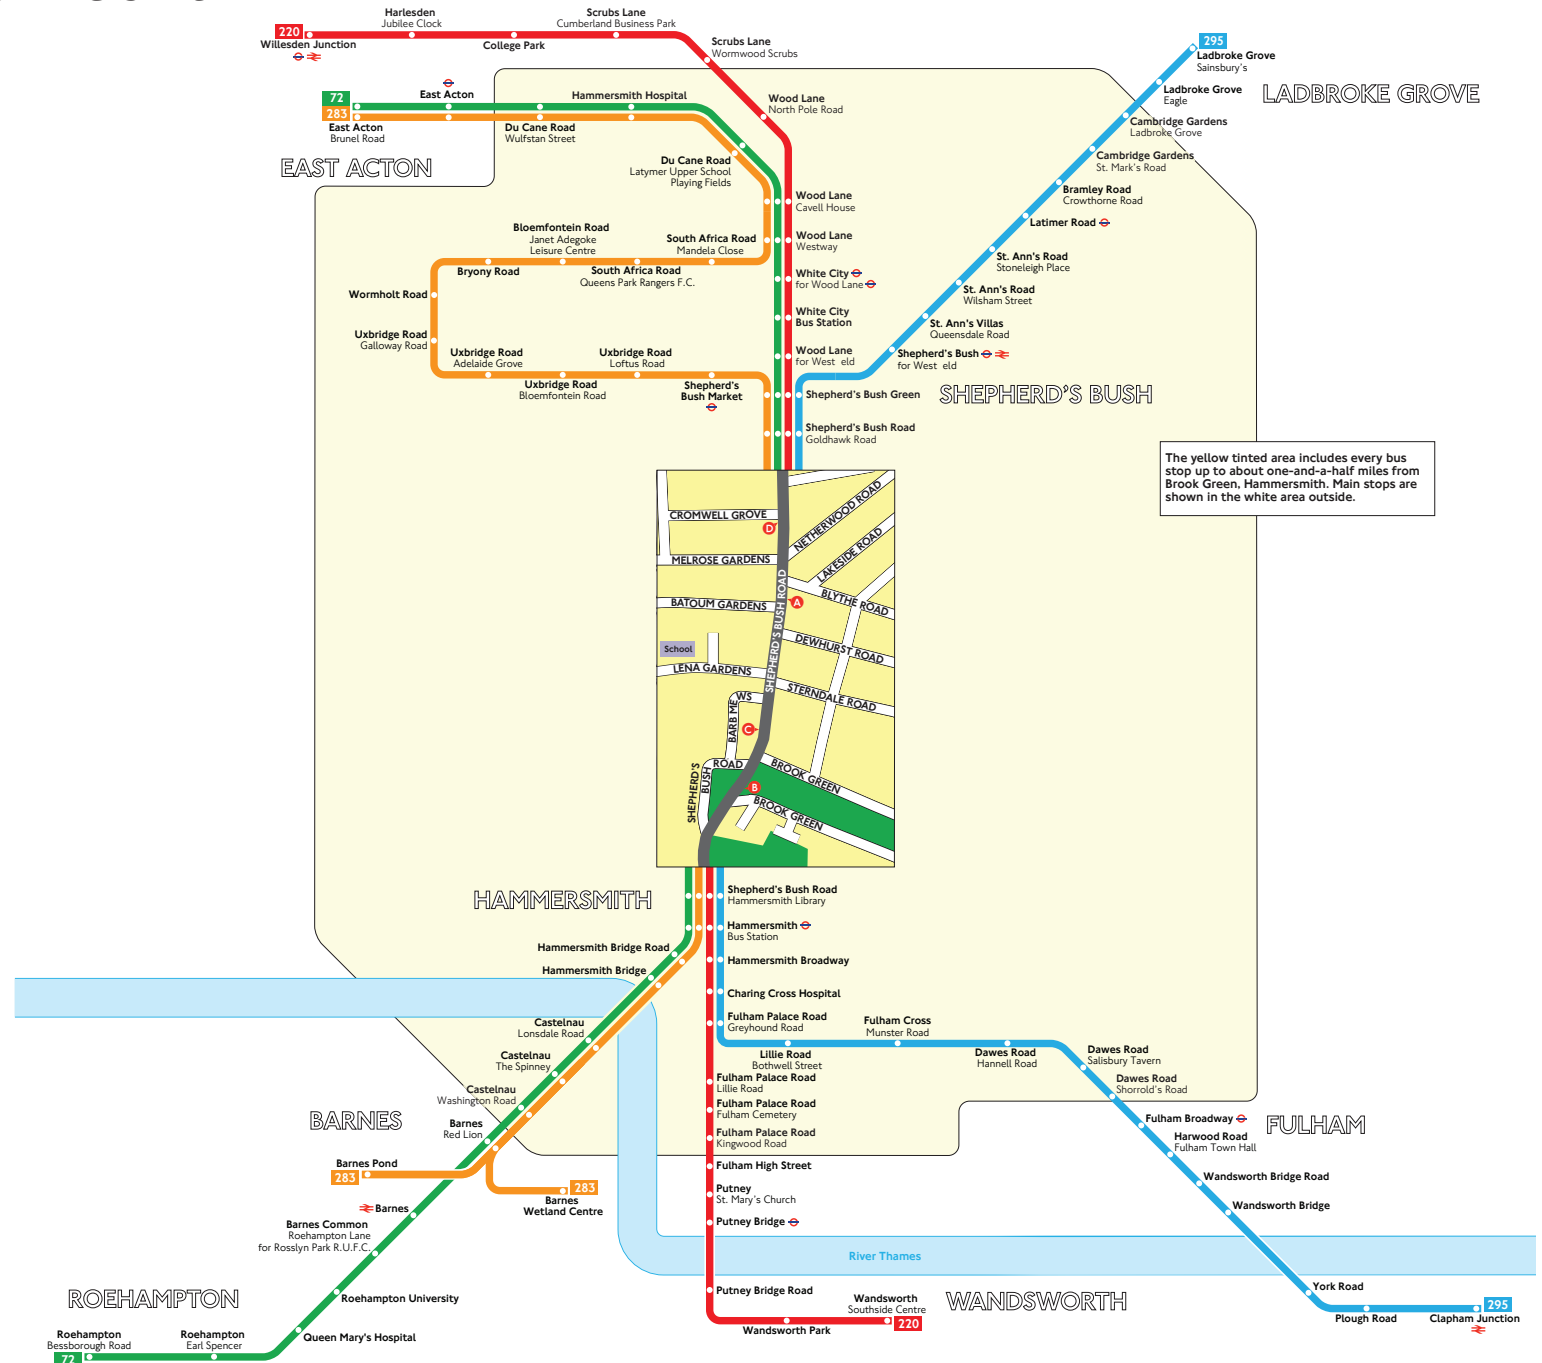 220
Willesden Junction
Harlesden
Jubilee Clock
College Park
Scrubs Lane
Cumberland Business Park
Scrubs Lane
Wormwood Scrubs
Wood Lane
North Pole Road
295
Ladbroke Grove
Sainsbury's
Ladbroke Grove
Eagle
LADBROKE GROVE
Cambridge Gardens
Ladbroke Grove
Cambridge Gardens
St. Mark's Road
Bramley Road
Crowthorne Road
Latimer Road
St. Ann's Road
Stoneleigh Place
St. Ann's Road
Wilsham Street
St. Ann's Villas
Queensdale Road
Shepherd's Bush
for West eld
SHEPHERD'S BUSH
72
283
East Acton
Brunel Road
East Acton
Hammersmith Hospital
Du Cane Road
Wulfstan Street
EAST ACTON
Du Cane Road
Latymer Upper School
Playing Fields
Wood Lane
Cavell House
Wood Lane
Westway
White City
for Wood Lane
White City
Bus Station
Wood Lane
for West eld
Shepherd's Bush Green
Shepherd's Bush Road
Goldhawk Road
South Africa Road
Mandela Close
Bloemfontein Road
Janet Adegoke
Leisure Centre
South Africa Road
Queens Park Rangers F.C.
Bryony Road
Wormholt Road
Uxbridge Road
Galloway Road
Uxbridge Road
Adelaide Grove
Uxbridge Road
Bloemfontein Road
Uxbridge Road
Loftus Road
Shepherd's
Bush Market
The yellow tinted area includes every bus
stop up to about one-and-a-half miles from
Brook Green, Hammersmith. Main stops are
shown in the white area outside.
CROMWELL GROVE
D
NETHERWOOD ROAD
MELROSE GARDENS
LAKESIDE ROAD
BLYTHE ROAD
BATOUM GARDENS
A
SHEPHERD'S BUSH ROAD
DEWHURST ROAD
School
LENA GARDENS
STERNDALE ROAD
BARB MEWS
C
SHEPHERD'S
BUSH
ROAD
BROOK GREEN
B
BROOK GREEN
HAMMERSMITH
Shepherd's Bush Road
Hammersmith Library
Hammersmith
Bus Station
Hammersmith Broadway
Charing Cross Hospital
Fulham Palace Road
Greyhound Road
Hammersmith Bridge Road
Hammersmith Bridge
Castelnau
Lonsdale Road
Castelnau
The Spinney
Castelnau
Washington Road
BARNES
Barnes
Red Lion
Barnes Pond
283
283
Barnes
Wetland Centre
Barnes
Barnes Common
Roehampton Lane
for Rosslyn Park R.U.F.C.
Roehampton University
ROEHAMPTON
Queen Mary's Hospital
Roehampton
Earl Spencer
Roehampton
Bessborough Road
72
Lillie Road
Bothwell Street
Fulham Cross
Munster Road
Dawes Road
Hannell Road
Dawes Road
Salisbury Tavern
Dawes Road
Shorrold's Road
Fulham Broadway
FULHAM
Harwood Road
Fulham Town Hall
Wandsworth Bridge Road
Wandsworth Bridge
York Road
Plough Road
295
Clapham Junction
Fulham Palace Road
Lillie Road
Fulham Palace Road
Fulham Cemetery
Fulham Palace Road
Kingwood Road
Fulham High Street
Putney
St. Mary's Church
Putney Bridge
River Thames
Putney Bridge Road
Wandsworth Park
Wandsworth
Southside Centre
220
WANDSWORTH